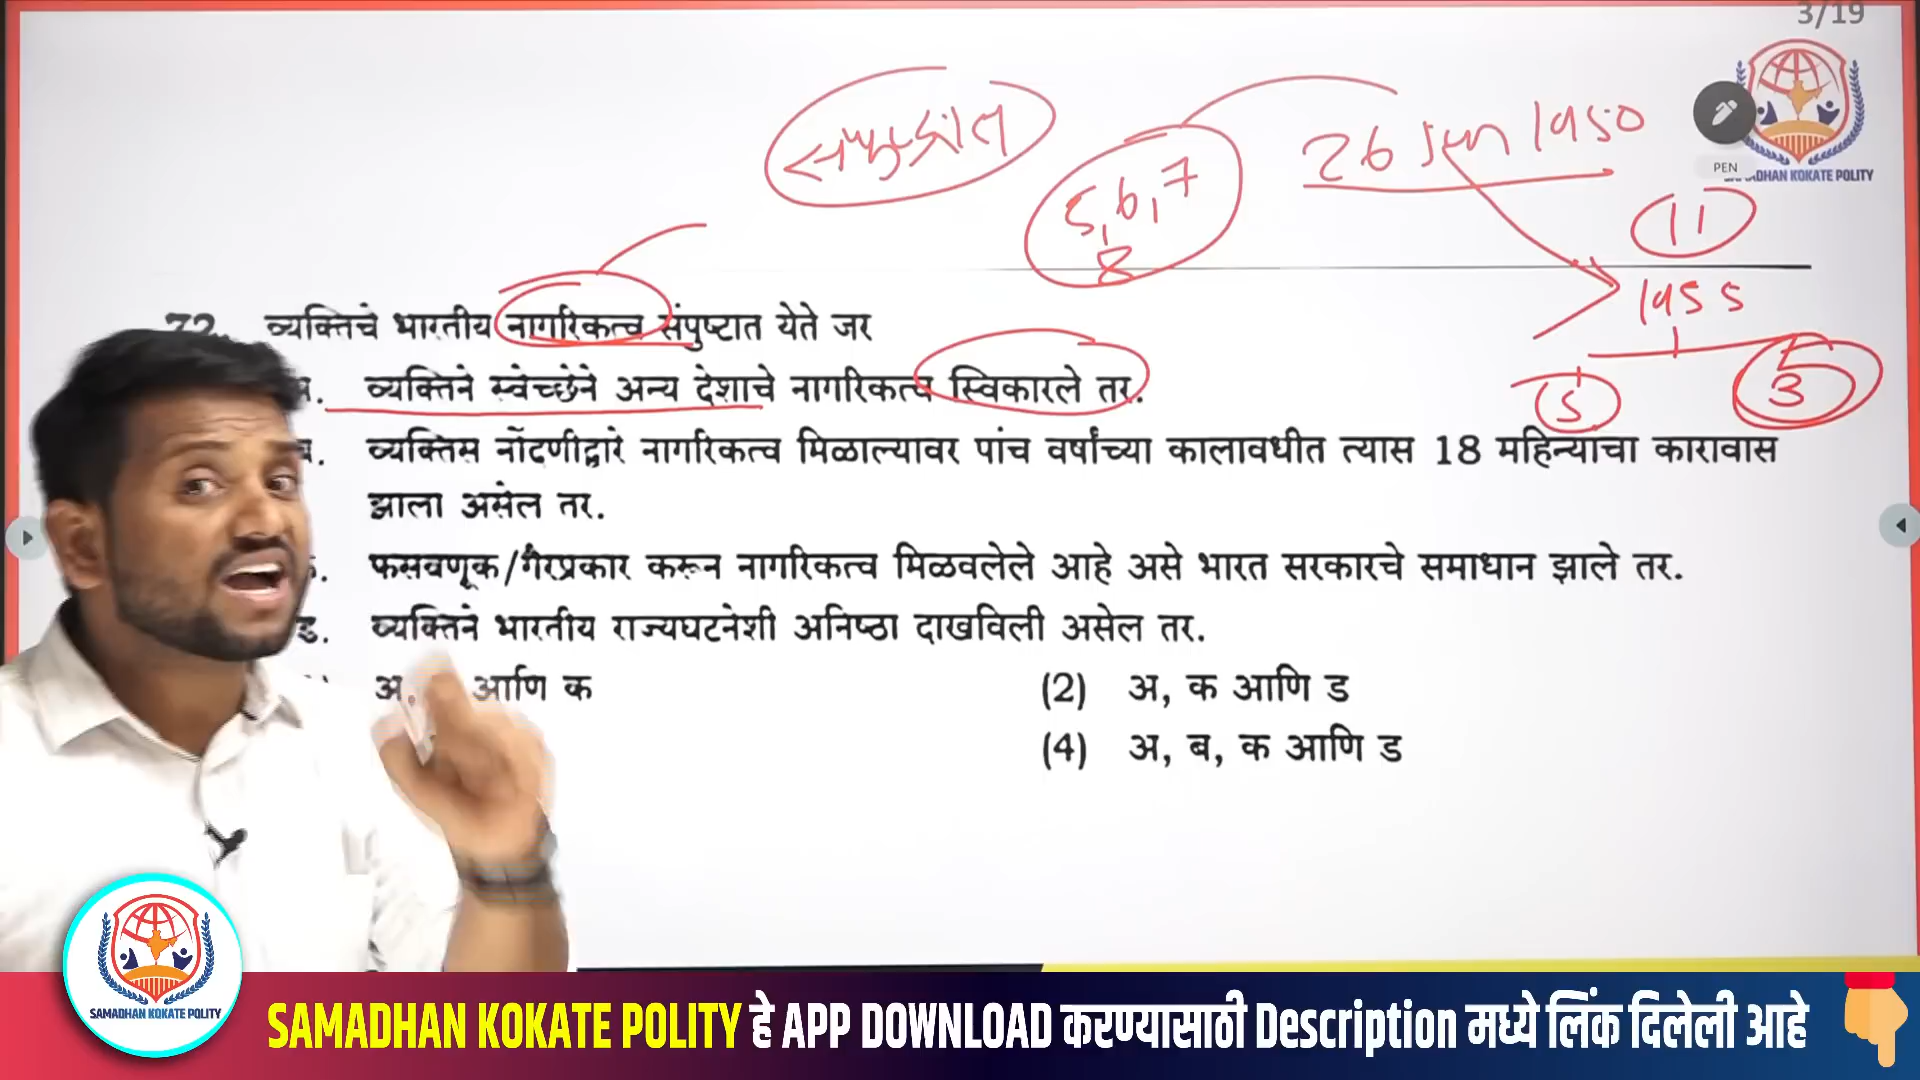 3/19
26 Jan 1950
5, 6, 7
8
PEN
SAMADHAN KOKATE POLITY
11
1955
5
3
72. व्यक्तिचे भारतीय नागरिकत्व संपुष्टात येते जर
व्यक्तिने स्वेच्छेने अन्य देशाचे नागरिकत्व स्विकारले तर.
व्यक्तिस नोंदणीद्वारे नागरिकत्व मिळाल्यावर पांच वर्षांच्या कालावधीत त्यास 18 महिन्याचा कारावास
झाला असेल तर.
फसवणूक/गैरप्रकार करून नागरिकत्व मिळवलेले आहे असे भारत सरकारचे समाधान झाले तर.
ड. व्यक्तिने भारतीय राज्यघटनेशी अनिष्ठा दाखविली असेल तर.
अ, आणि क
(2) अ, क आणि ड
(4) अ, ब, क आणि ड
SAMADHAN KOKATE POLITY
SAMADHAN KOKATE POLITY हे APP DOWNLOAD करण्यासाठी Description मध्ये लिंक दिलेली आहे